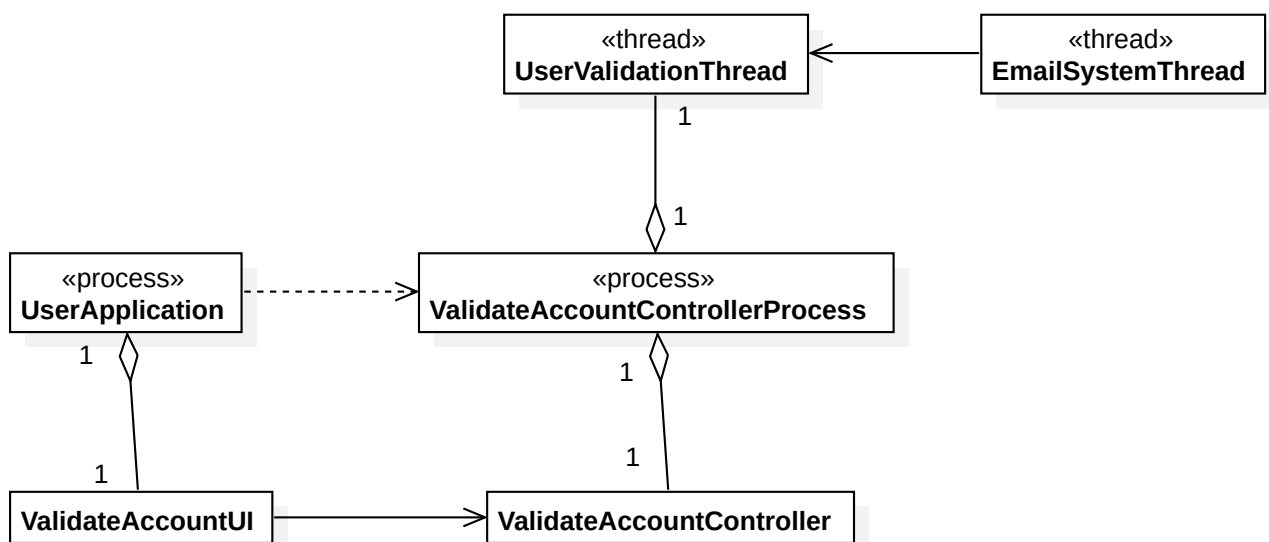 «thread»
UserValidationThread
«thread»
EmailSystemThread
1
1
«process»
UserApplication
«process»
ValidateAccountControllerProcess
1
1
1
1
ValidateAccountUI
ValidateAccountController